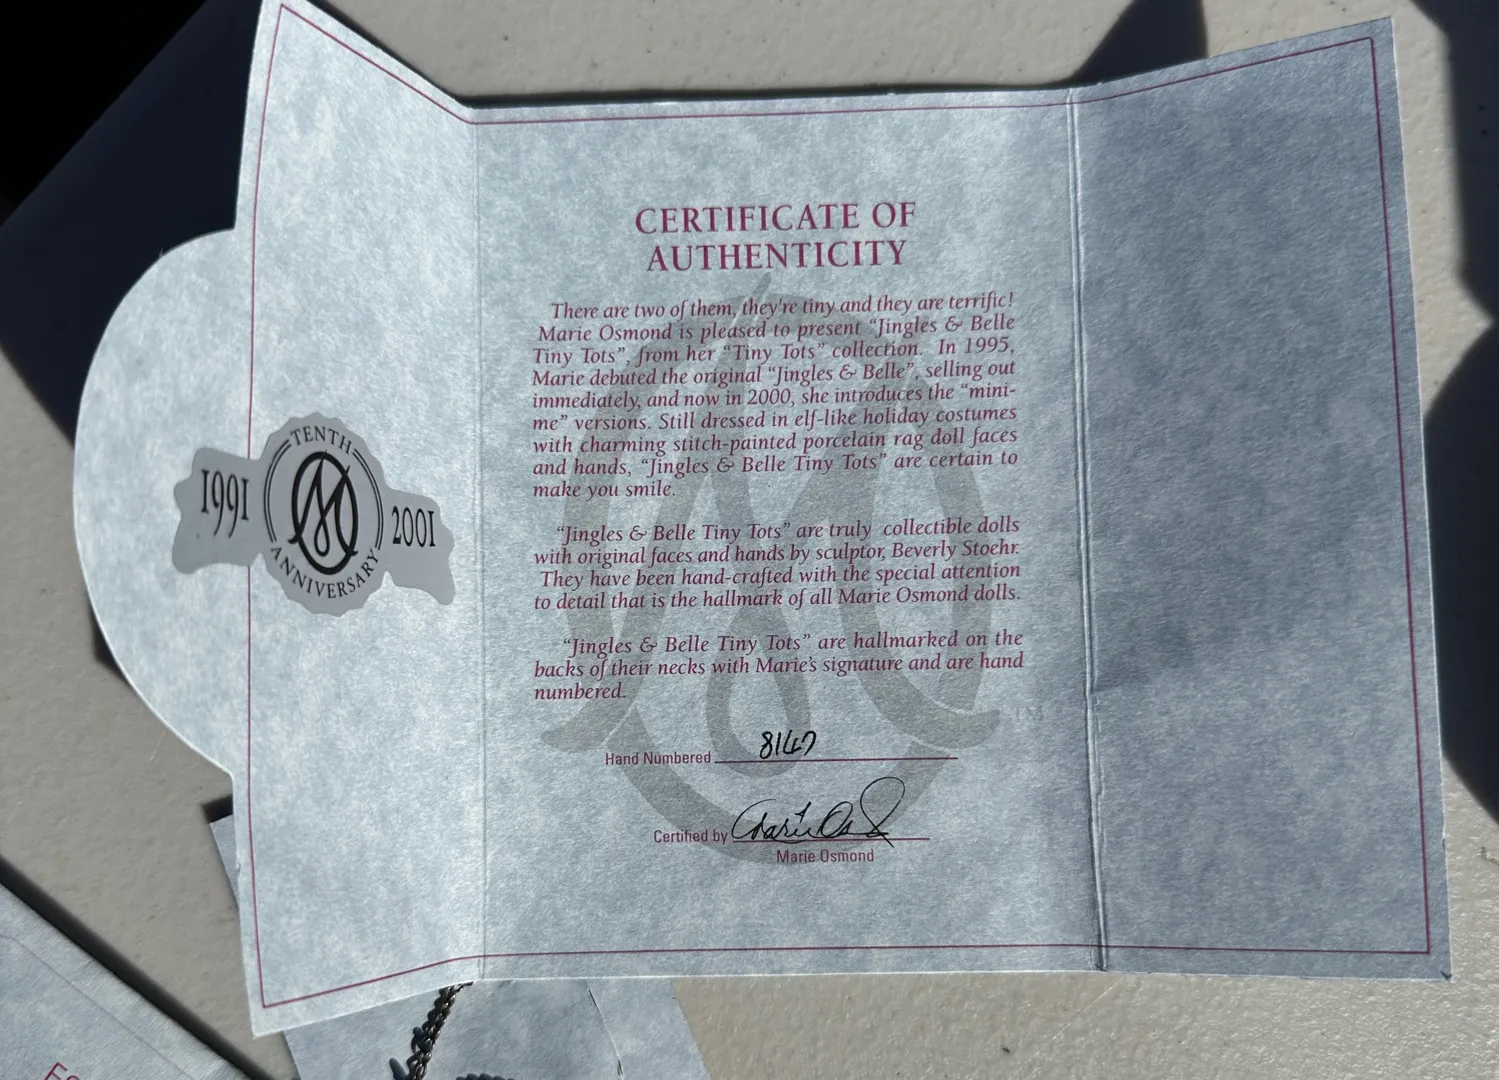 CERTIFICATE OF
AUTHENTICITY
There are two of them, they're tiny and they are terrific!
Marie Osmond is pleased to present “Jingles & Belle
Tiny Tots”, from her “Tiny Tots” collection. In 1995,
Marie debuted the original “Jingles & Belle”, selling out
immediately, and now in 2000, she introduces the “mini-
me” versions. Still dressed in elf-like holiday costumes
with charming stitch-painted porcelain rag doll faces
and hands, “Jingles & Belle Tiny Tots” are certain to
make you smile.
“Jingles & Belle Tiny Tots” are truly collectible dolls
with original faces and hands by sculptor, Beverly Stoehr.
They have been hand-crafted with the special attention
to detail that is the hallmark of all Marie Osmond dolls.
“Jingles & Belle Tiny Tots” are hallmarked on the
backs of their necks with Marie's signature and are hand
numbered.
Hand Numbered 8147
Certified by
Marie Osmond
TENTH
1991
2001
ANNIVERSARY
TM